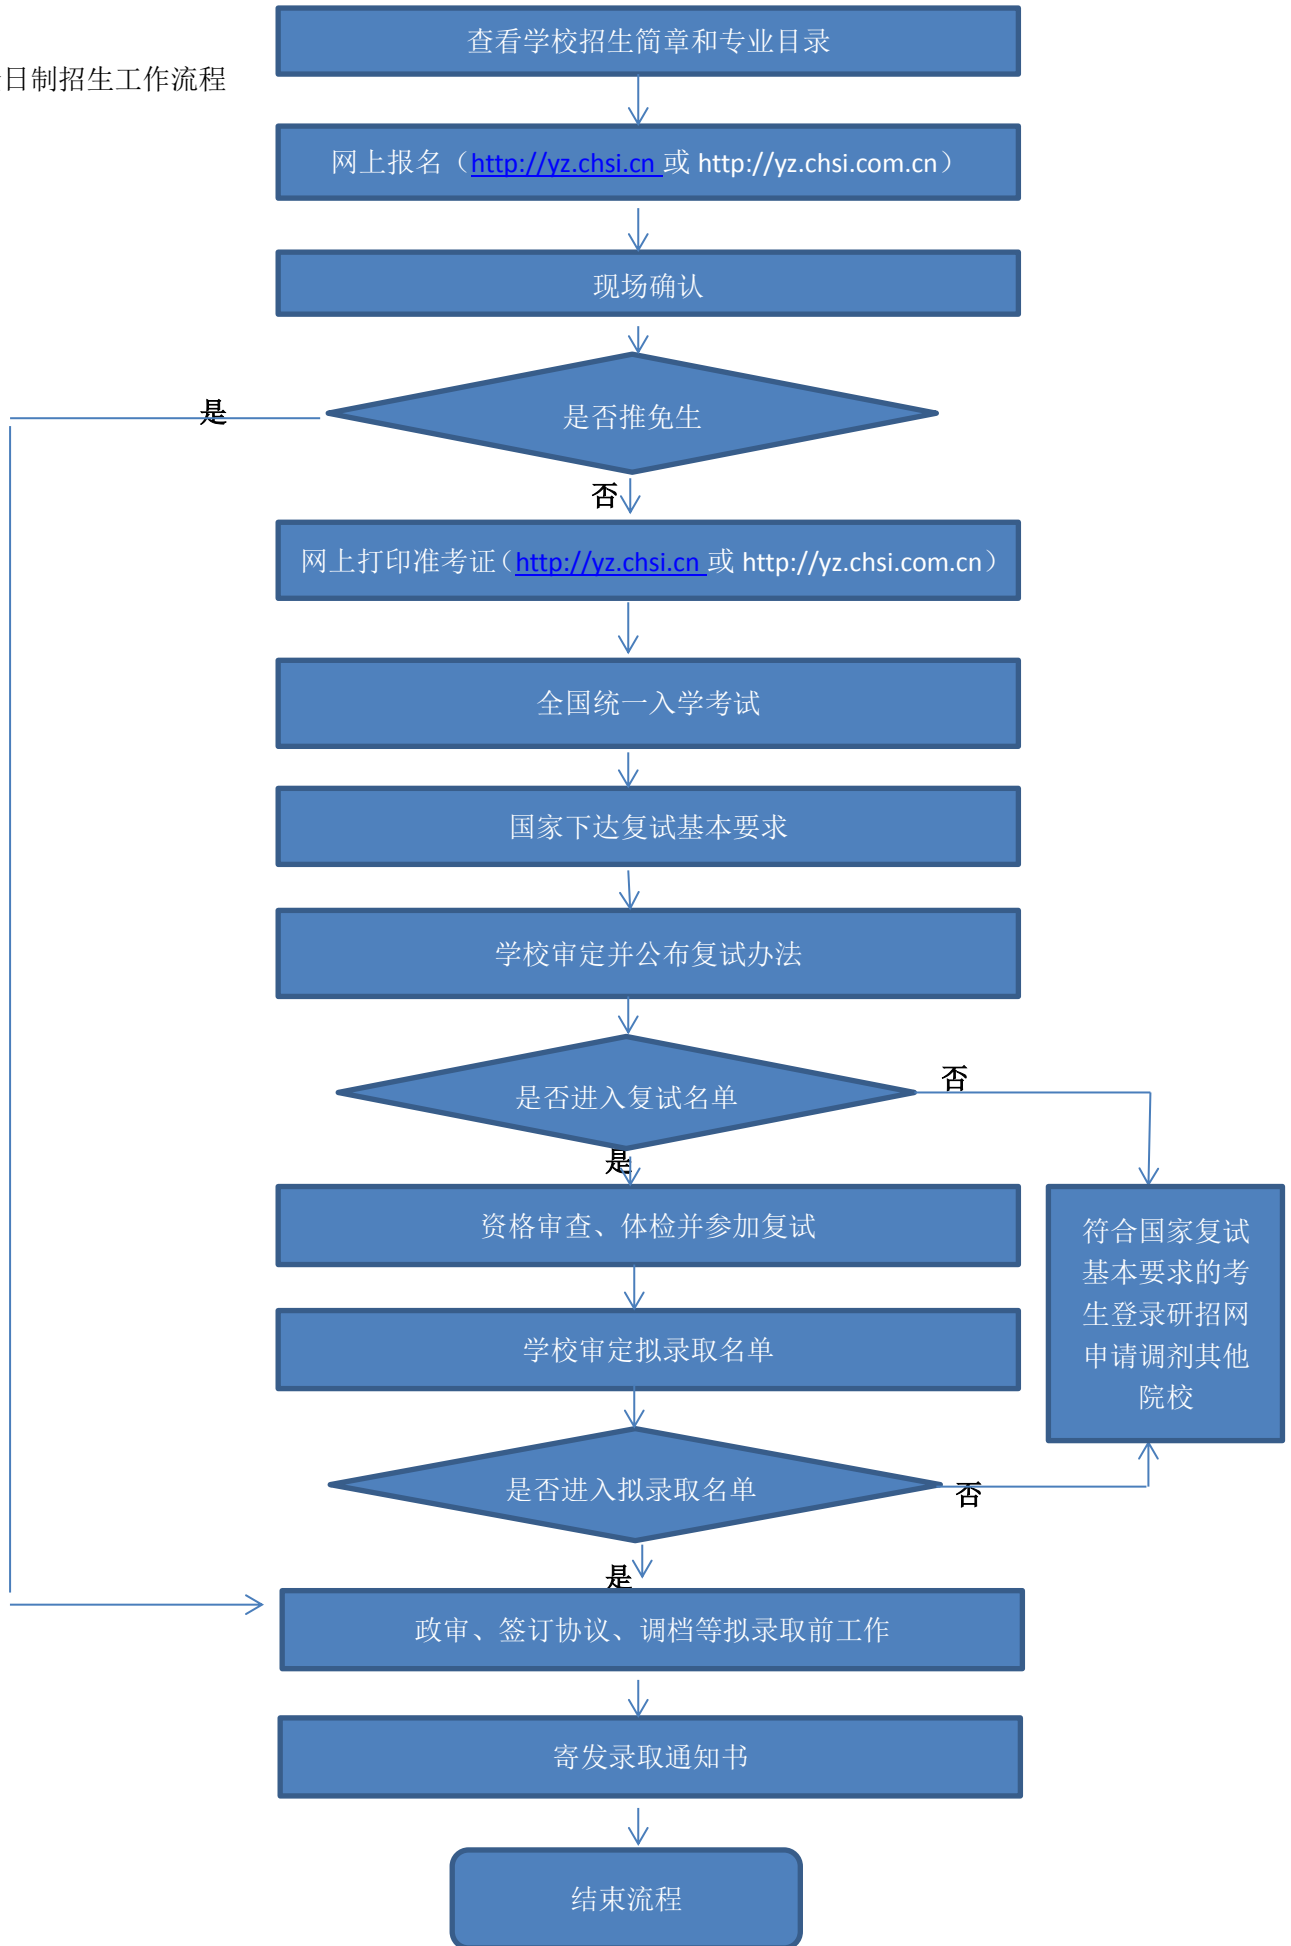 查看学校招生简章和专业目录
日制招生工作流程
网上报名（http://yz.chsi.cn 或 http://yz.chsi.com.cn）
现场确认
是否推免生
是
否
网上打印准考证（http://yz.chsi.cn 或 http://yz.chsi.com.cn）
全国统一入学考试
国家下达复试基本要求
学校审定并公布复试办法
是否进入复试名单
否
是
资格审查、体检并参加复试
符合国家复试
基本要求的考
生登录研招网
申请调剂其他
院校
学校审定拟录取名单
是否进入拟录取名单
否
是
政审、签订协议、调档等拟录取前工作
寄发录取通知书
结束流程